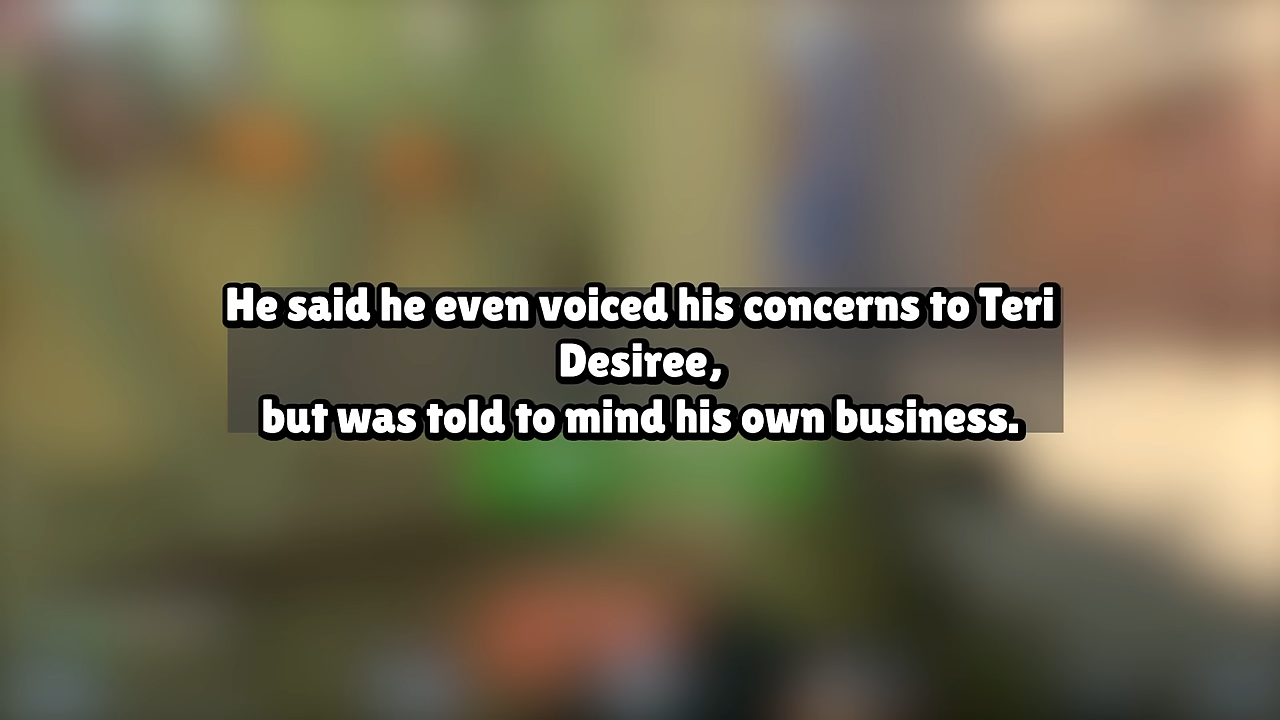 He said he even voiced his concerns to Teri
Desiree,
but was told to mind his own business.